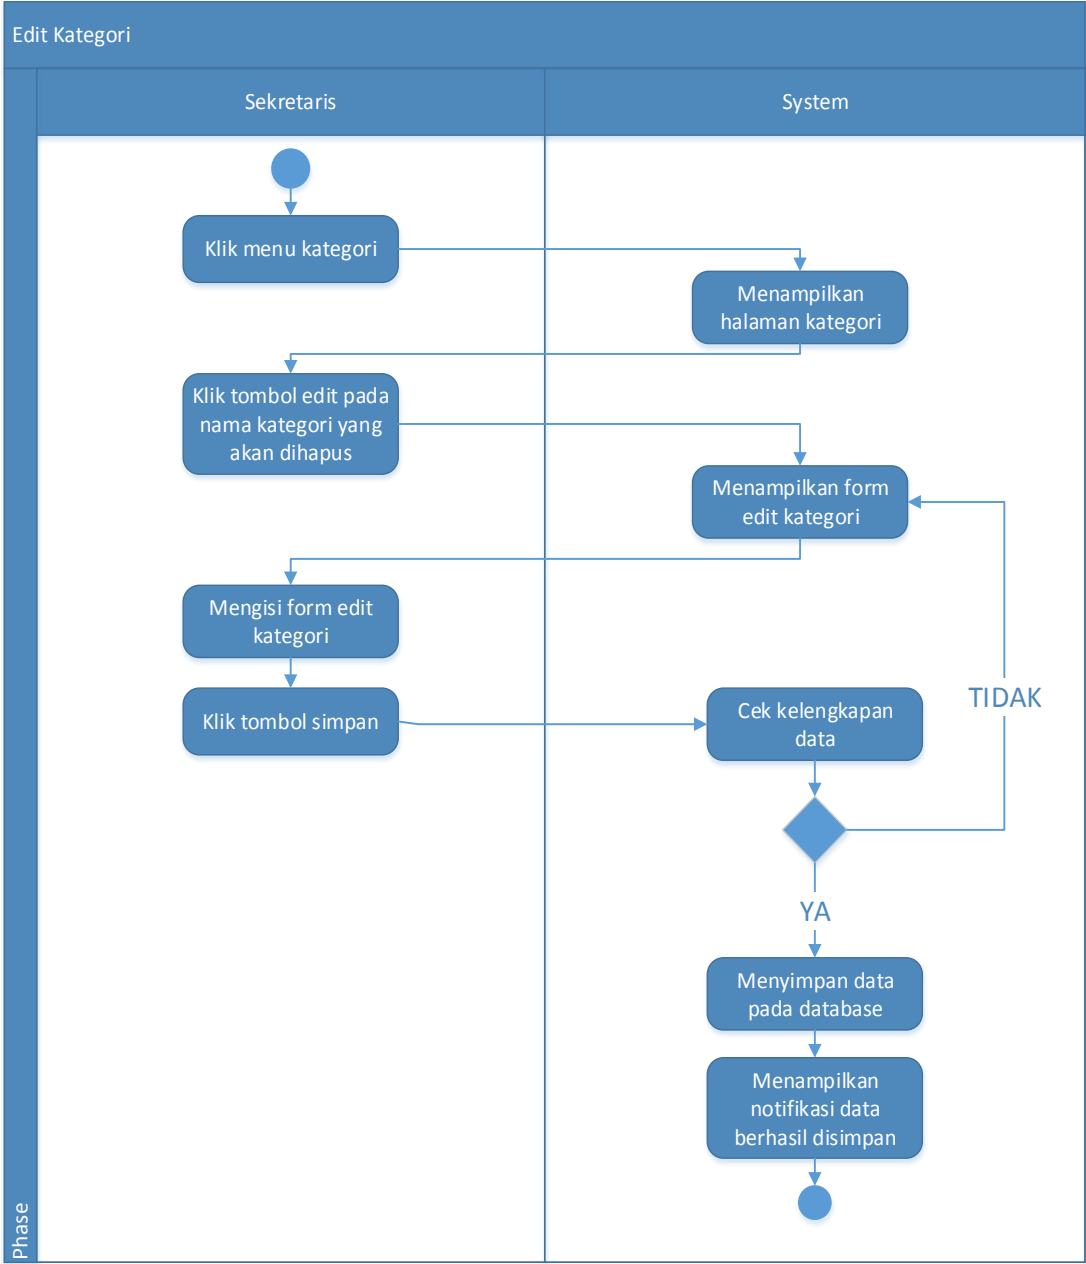 Edit Kategori
Sekretaris
System
Klik menu kategori
Menampilkan
halaman kategori
Klik tombol edit pada
nama kategori yang
akan dihapus
Menampilkan form
edit kategori
Mengisi form edit
kategori
Klik tombol simpan
Cek kelengkapan
data
TIDAK
YA
Menyimpan data
pada database
Menampilkan
notifikasi data
berhasil disimpan
Phase